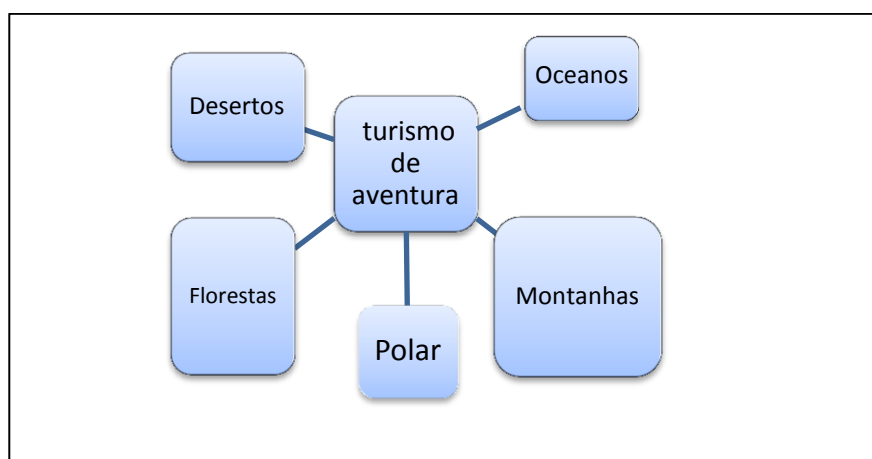 Desertos
Oceanos
turismo
de
aventura
Florestas
Polar
Montanhas